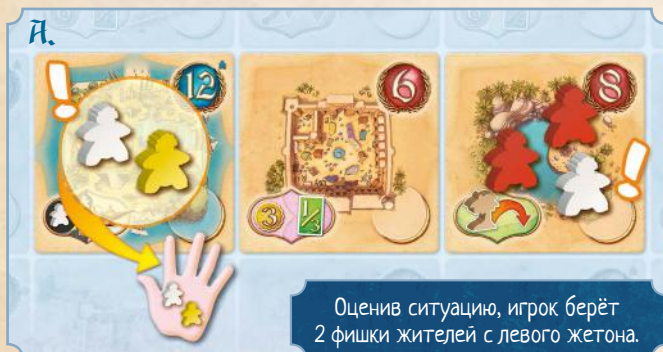 А.
12
6
8
3
1/3
Оценив ситуацию, игрок берёт
2 фишки жителей с левого жетона.